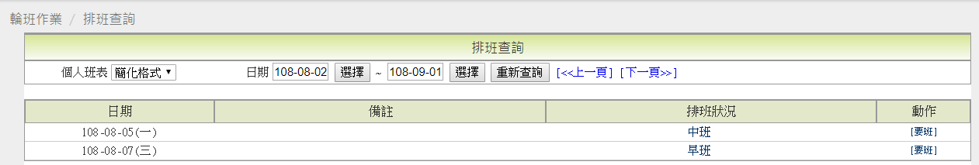 輪班作業 / 排班查詢
排班查詢
個人班表 簡化格式 日期 108-08-02 選擇 ~ 108-09-01 選擇 重新查詢 [<<上一頁] [下一頁>>]
日期 備註 排班狀況 動作
108-08-05(一) 中班 [要班]
108-08-07(三) 早班 [要班]